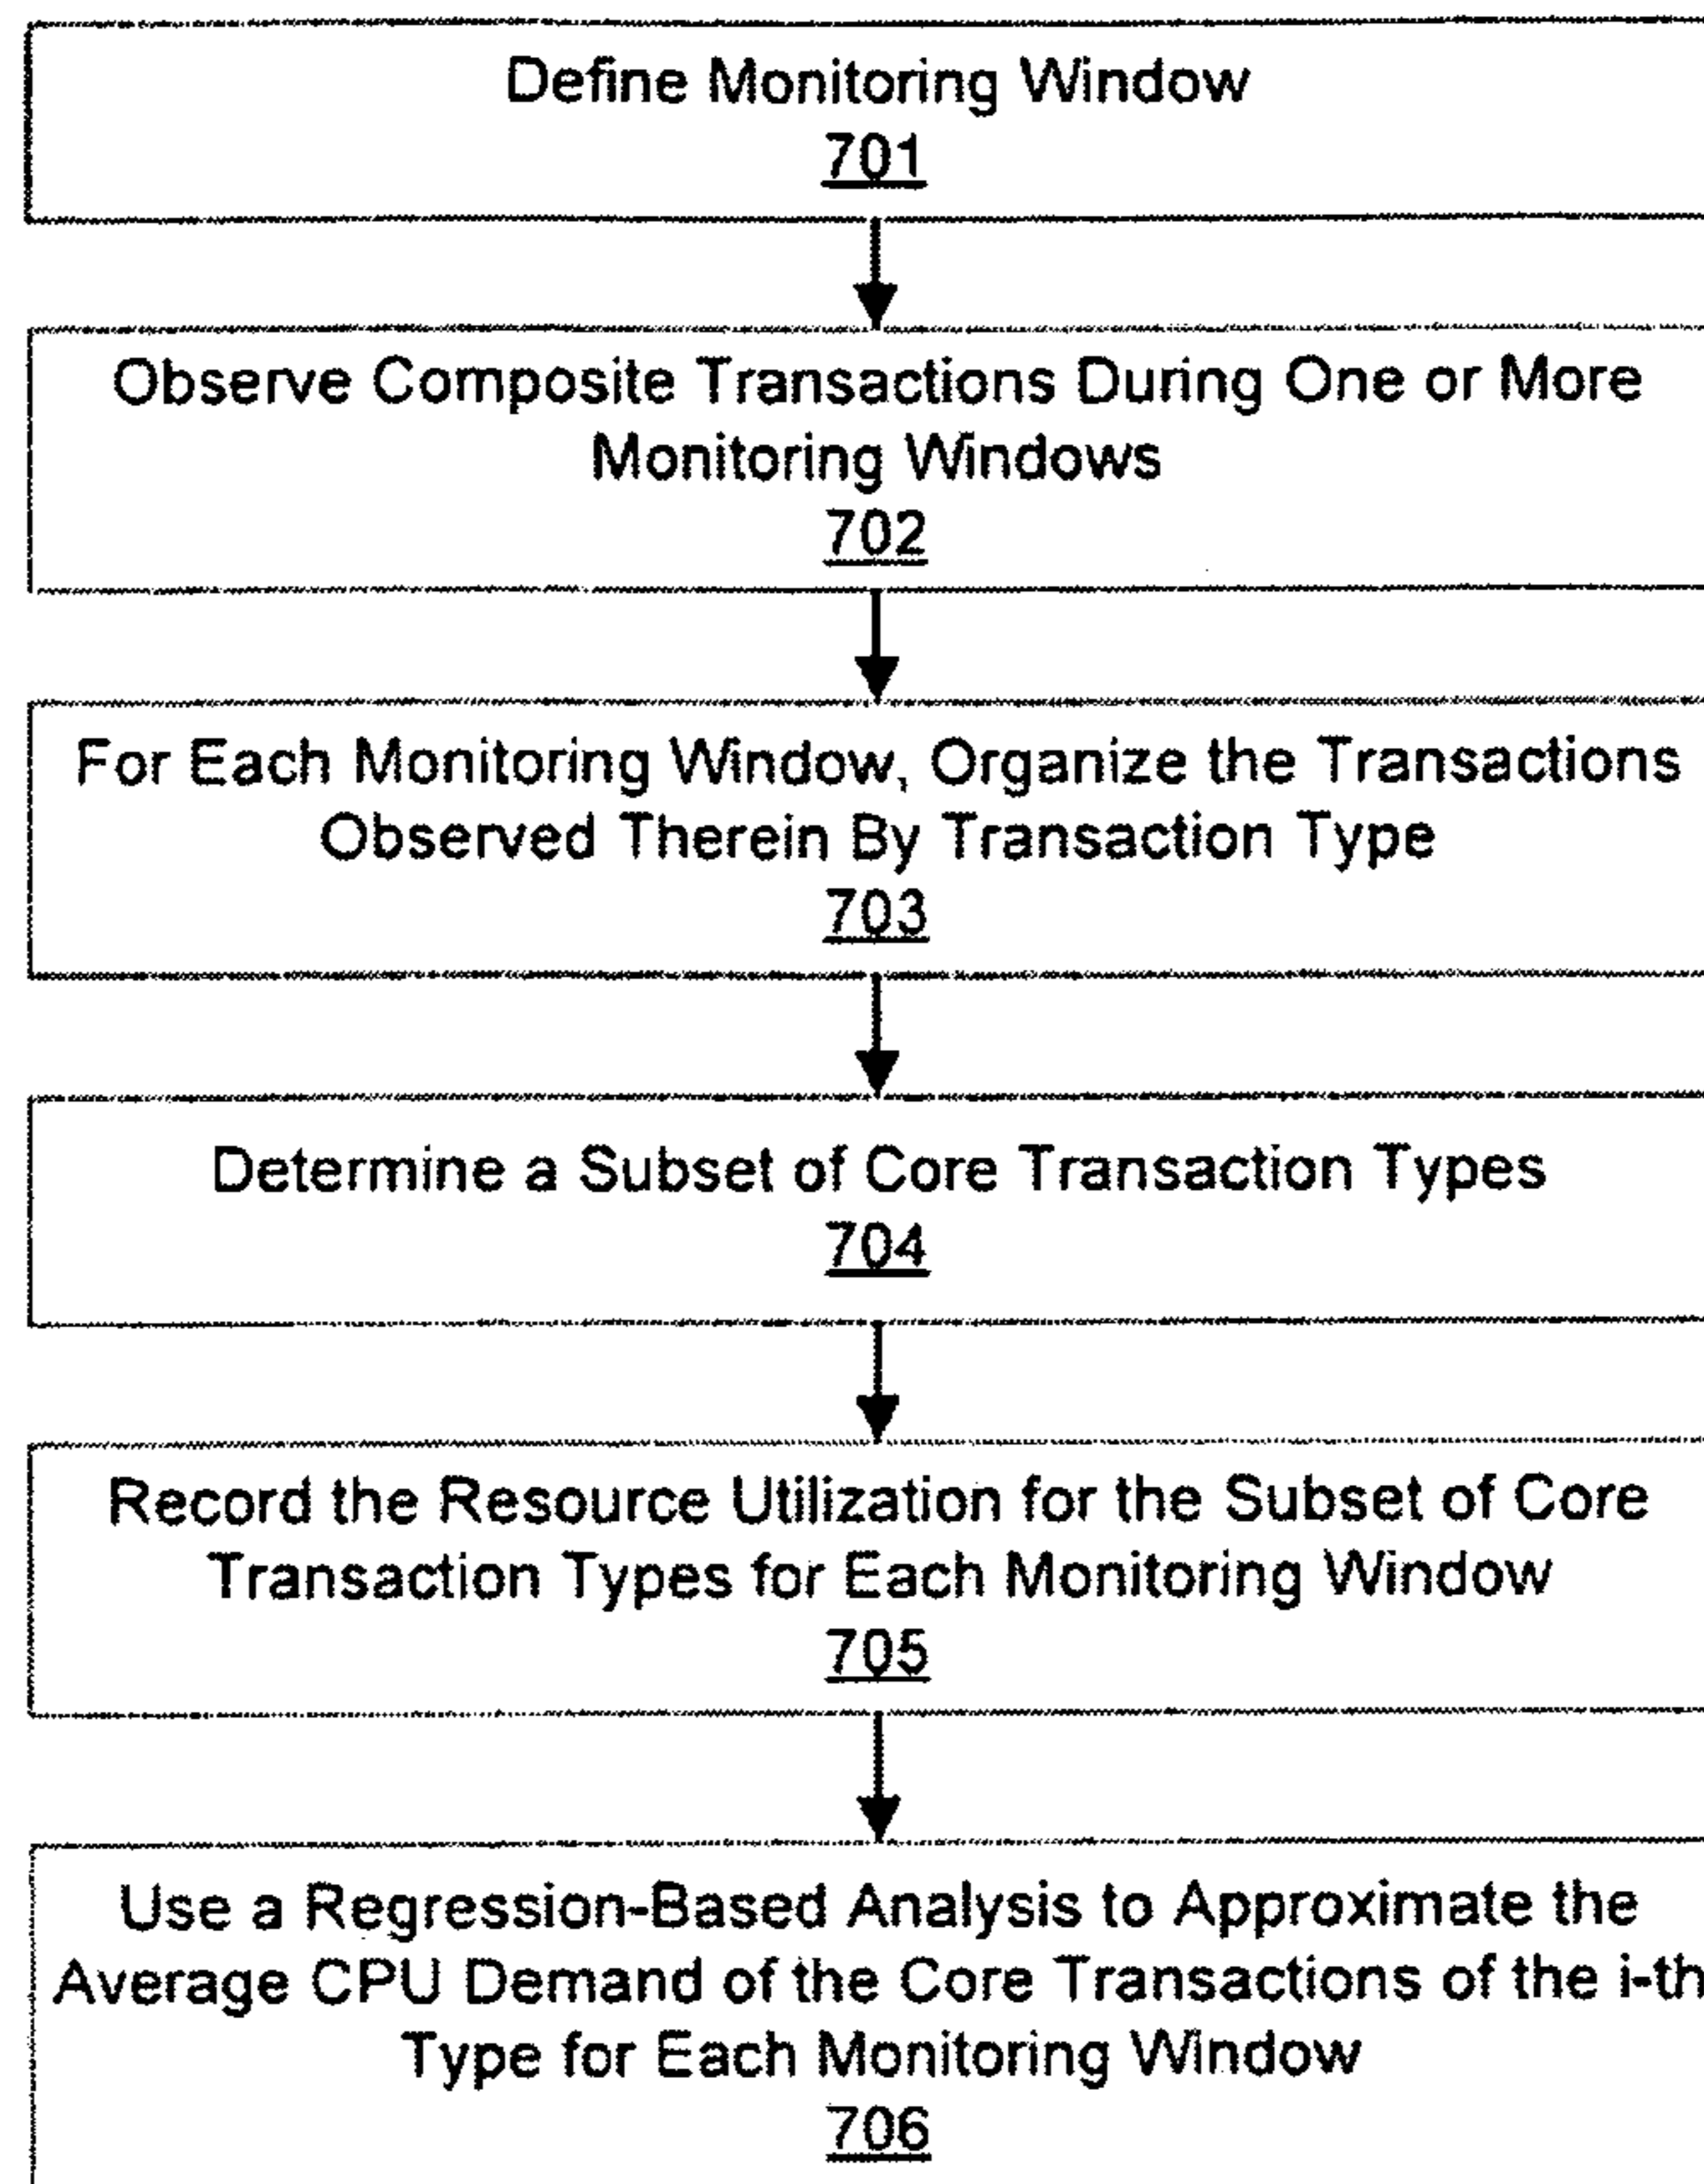 Define Monitoring Window
701
Observe Composite Transactions During One or More
Monitoring Windows
702
For Each Monitoring Window, Organize the Transactions
Observed Therein By Transaction Type
703
Determine a Subset of Core Transaction Types
704
Record the Resource Utilization for the Subset of Core
Transaction Types for Each Monitoring Window
705
Use a Regression-Based Analysis to Approximate the
Average CPU Demand of the Core Transactions of the i-th
Type for Each Monitoring Window
706